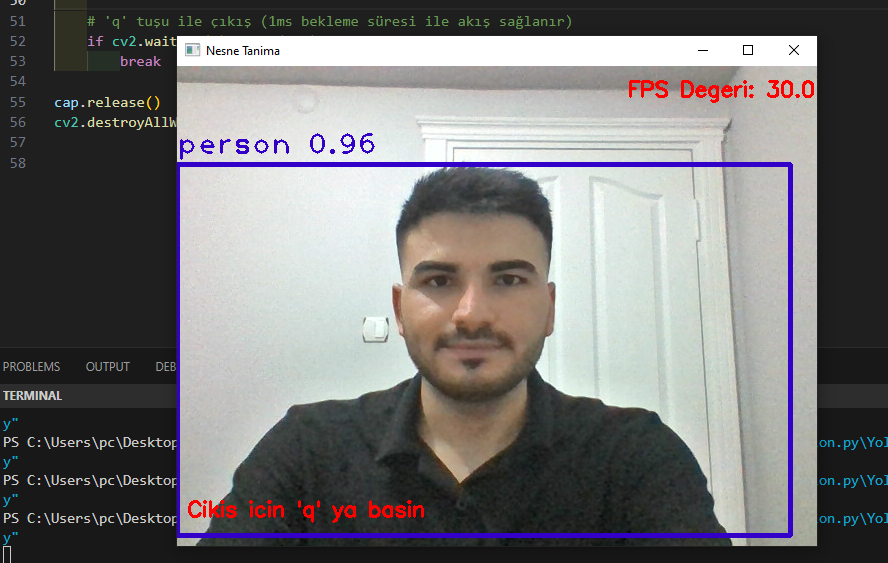 50
51 # 'q' tuşu ile çıkış (1ms bekleme süresi ile akış sağlanır)
52 if cv2.wait
53 break
54
55 cap.release()
56 cv2.destroyAllW
57
58
Nesne Tanima
FPS Degeri: 30.0
person 0.96
Cikis icin 'q' ya basin
PROBLEMS OUTPUT DEB
TERMINAL
y"
PS C:\Users\pc\Desktop on.py\Yol
y"
PS C:\Users\pc\Desktop on.py\Yol
y"
PS C:\Users\pc\Desktop on.py\Yol
y"